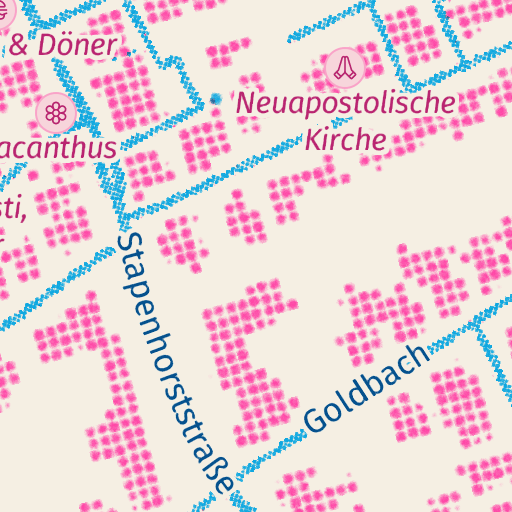 & Döner
Neuapostolische
Kirche
acanthus
sti,
Stapenhorststraße
Goldbach